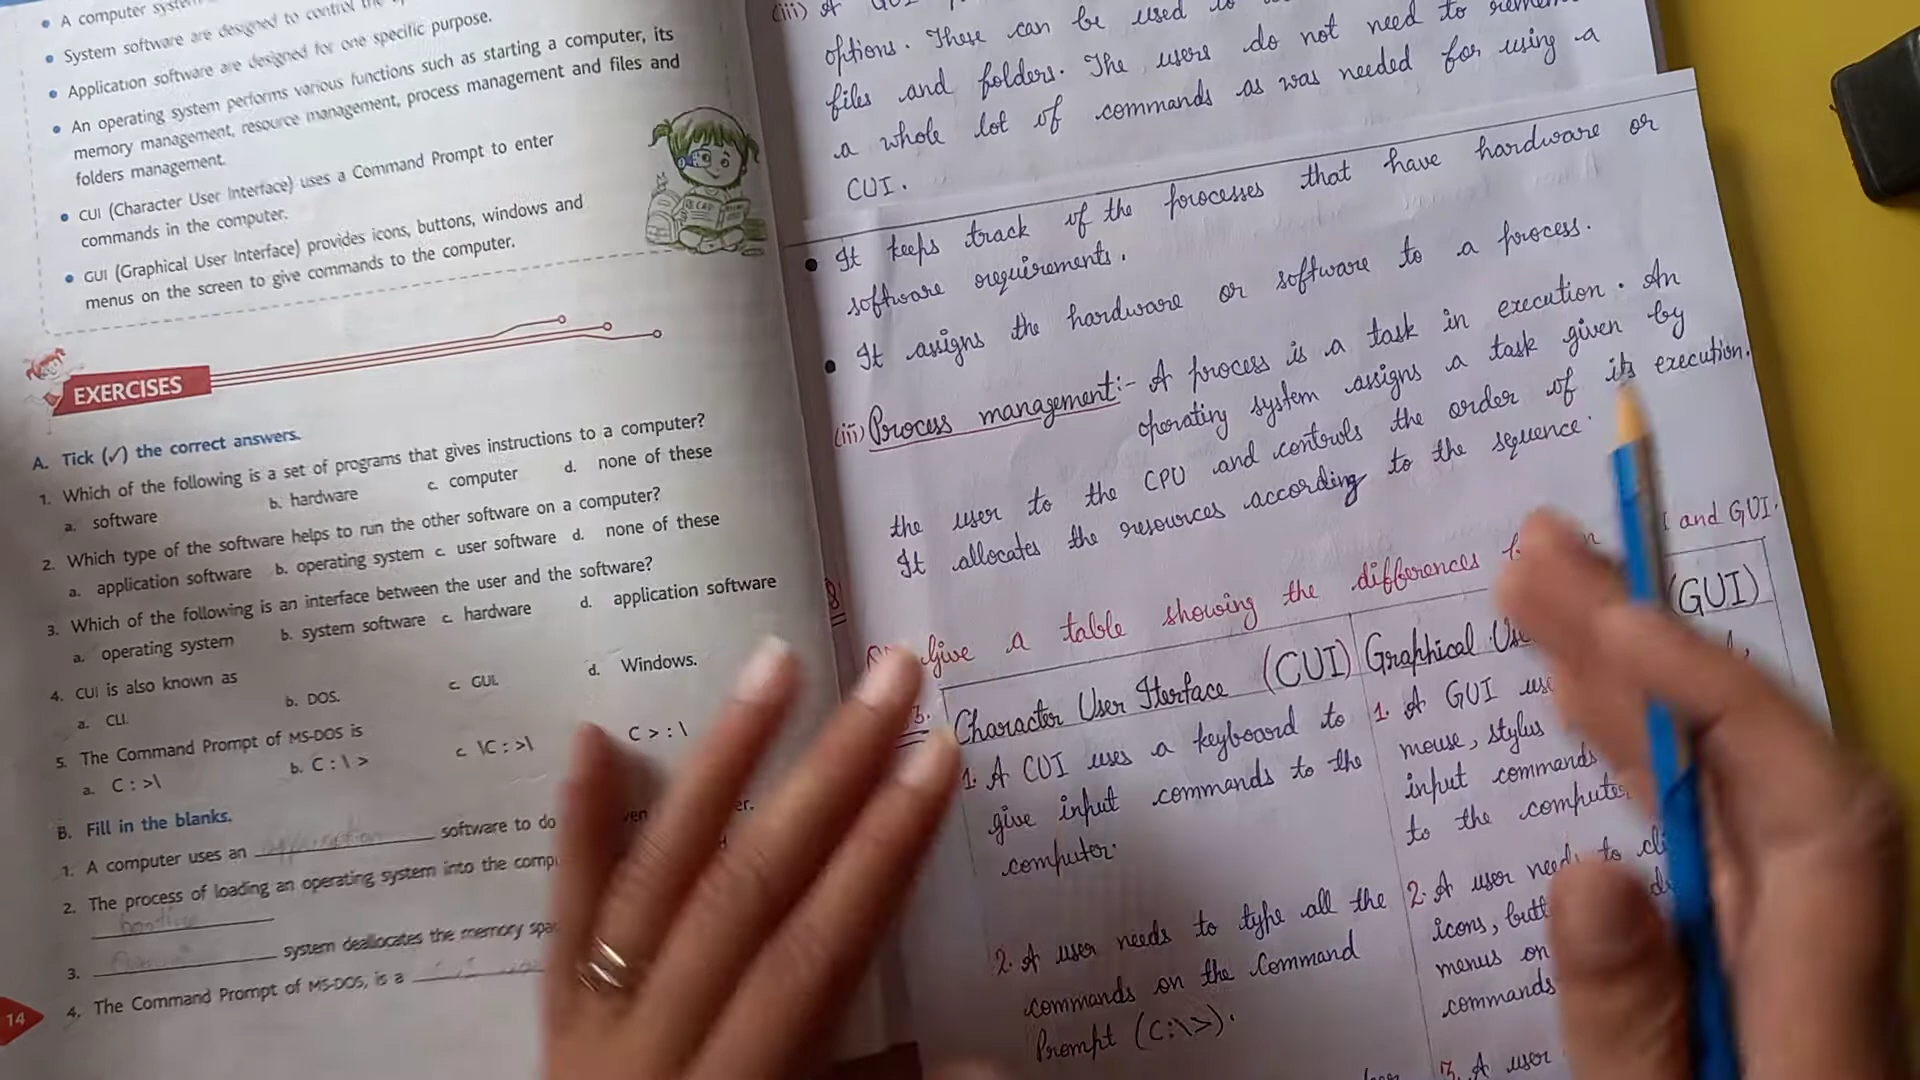 A computer
System software are designed to control the
Application software are designed for one specific purpose.
An operating system performs various functions such as starting a computer, its
memory management, resource management, process management and files and
folders management.
CUI (Character User Interface) uses a Command Prompt to enter
commands in the computer.
GUI (Graphical User Interface) provides icons, buttons, windows and
menus on the screen to give commands to the computer.
RECAP
EXERCISES
A. Tick (✓) the correct answers.
1. Which of the following is a set of programs that gives instructions to a computer?
a. software b. hardware c. computer d. none of these
2. Which type of the software helps to run the other software on a computer?
a. application software b. operating system c. user software d. none of these
3. Which of the following is an interface between the user and the software?
a. operating system b. system software c. hardware d. application software
4. CUI is also known as
a. CLI. b. DOS. c. GUI. d. Windows.
5. The Command Prompt of MS-DOS is
a. C : >\ b. C : \ > c. \C : >\ C > : \
B. Fill in the blanks.
1. A computer uses an application software to do
2. The process of loading an operating system into the
booting
3. system deallocates the memory
4. The Command Prompt of MS-DOS, is a
14
(iii) A GUI
options. These can be used to
files and folders. The users do not need to
a whole lot of commands as was needed for using a
CUI.
It keeps track of the processes that have hardware or
software requirements.
It assigns the hardware or software to a process.
(iii) Process management:- A process is a task in execution. An
operating system assigns a task given by
the user to the CPU and controls the order of its execution.
It allocates the resources according to the sequence.
Give a table showing the differences and GUI.
Character User Iterface (CUI) Graphical (GUI)
1. A CUI uses a keyboard to
give input commands to the
computer.
2. A user needs to type all the
commands on the Command
Prompt (C:\>).
1. A GUI
mouse, stylus
input commands
to the computer
2. A user needs to
icons,
menus on
commands
3. A user